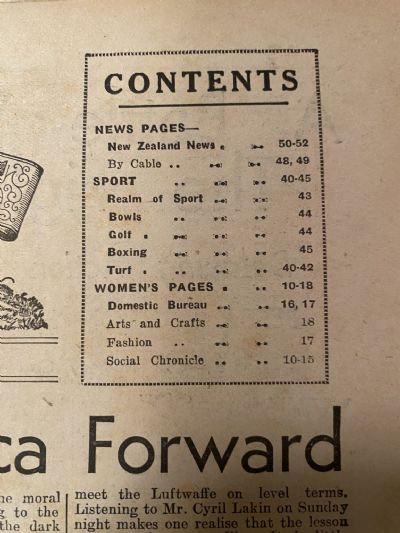 CONTENTS
NEWS PAGES—
New Zealand News 50-52
By Cable .. 48, 49
SPORT .. 40-45
Realm of Sport 43
Bowls .. 44
Golf . 44
Boxing .. 45
Turf . 40-42
WOMEN'S PAGES . 10-18
Domestic Bureau 16, 17
Arts and Crafts 18
Fashion .. 17
Social Chronicle .. 10-15
ca Forward
he moral
g to the
the dark
meet the Luftwaffe on level terms.
Listening to Mr. Cyril Lakin on Sunday
night makes one realise that the lesson